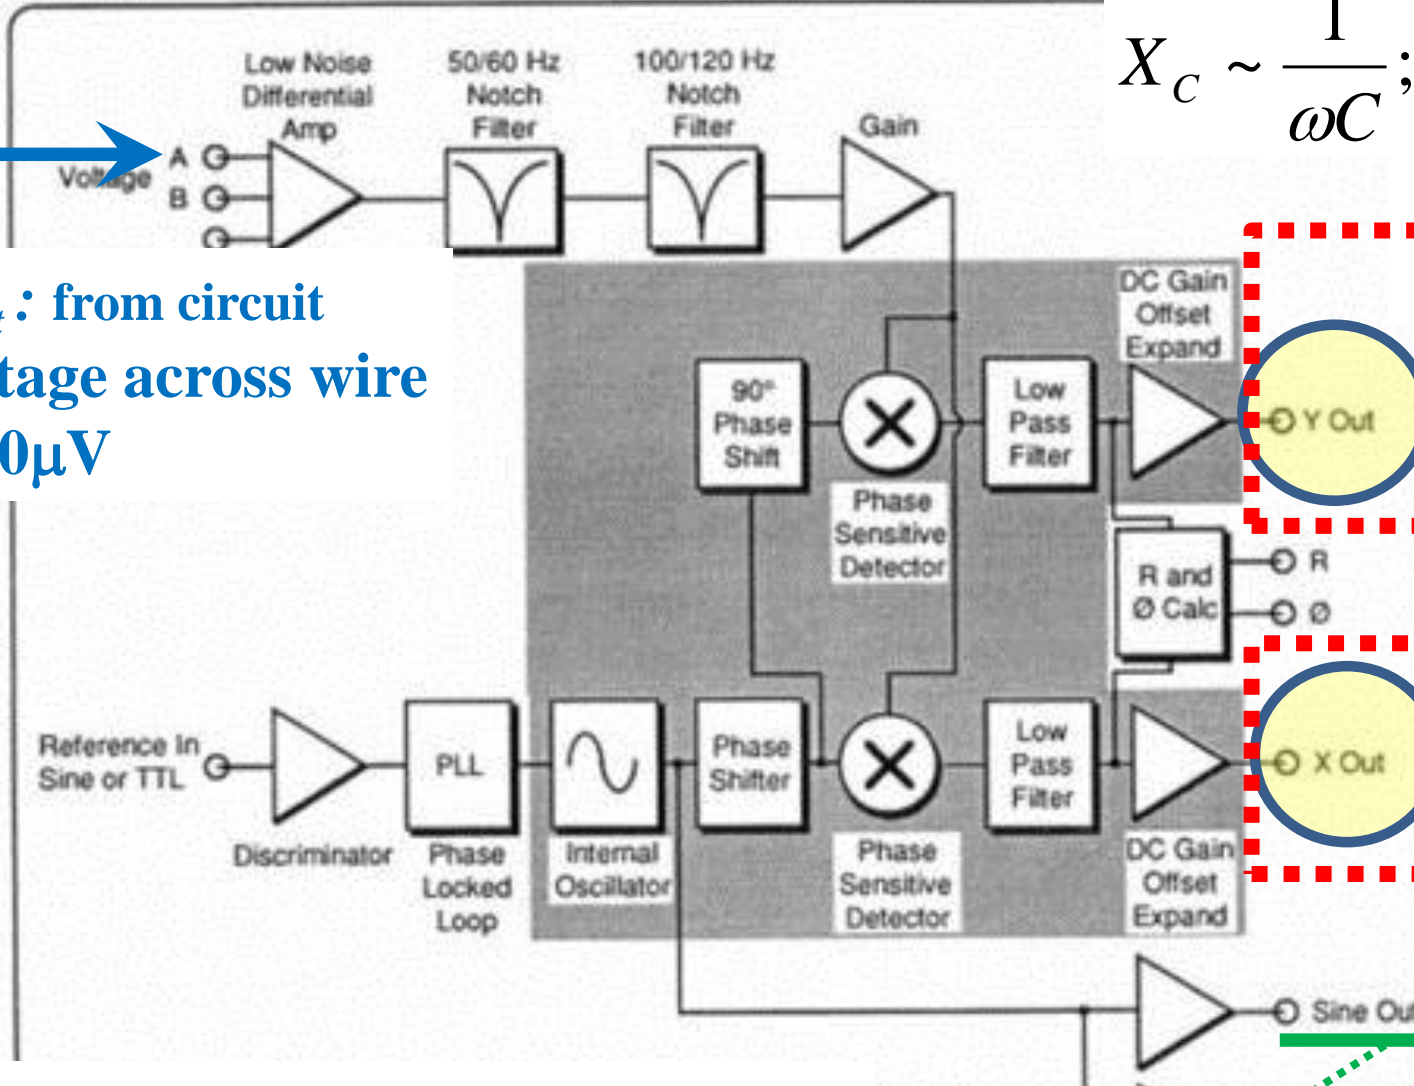 X_C ~ 1/ωC ;
Low Noise
Differential
Amp
50/60 Hz
Notch
Filter
100/120 Hz
Notch
Filter
Gain
Voltage
A
B
t : from circuit
tage across wire
0μV
DC Gain
Offset
Expand
90°
Phase
Shift
Low
Pass
Filter
Y Out
Phase
Sensitive
Detector
R and
Ø Calc
R
Ø
Reference In
Sine or TTL
PLL
Phase
Shifter
Low
Pass
Filter
X Out
Discriminator
Phase
Locked
Loop
Internal
Oscillator
Phase
Sensitive
Detector
DC Gain
Offset
Expand
Sine Out